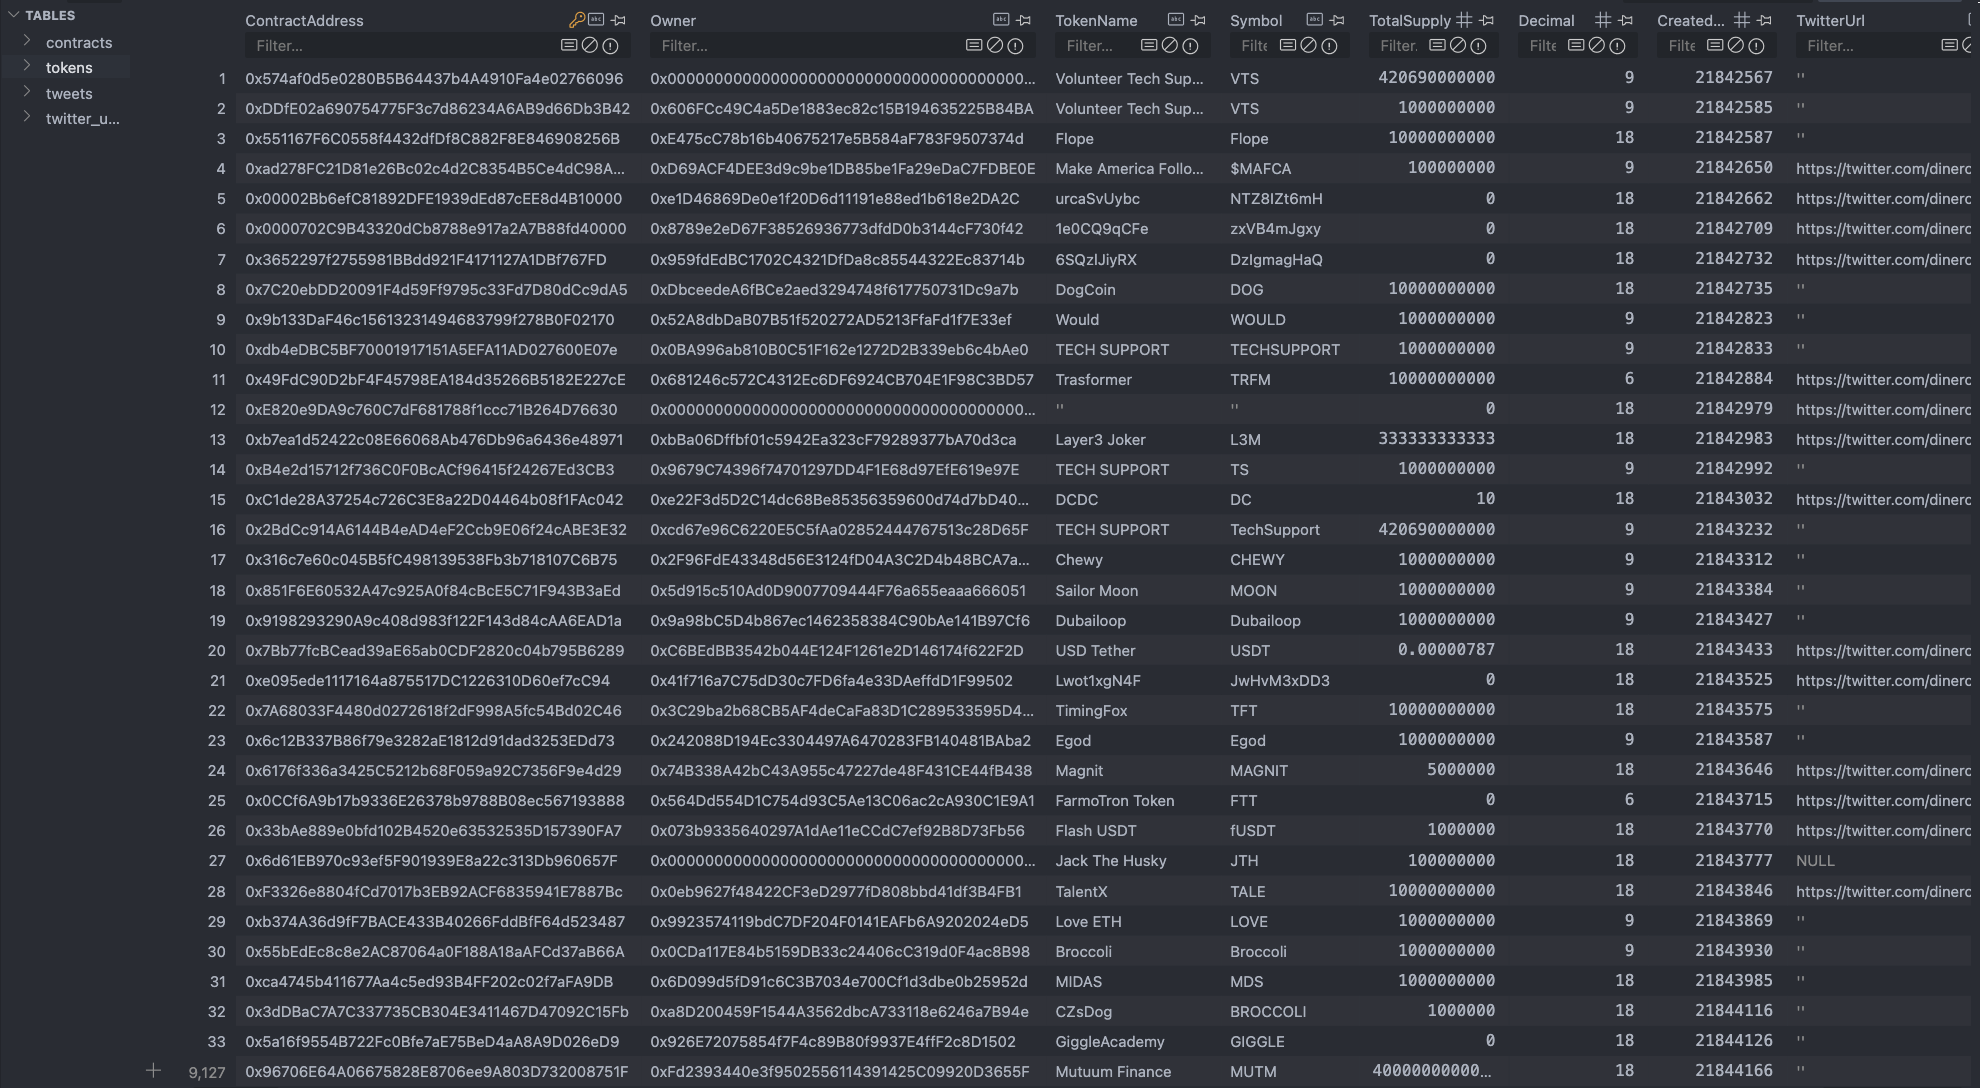 TABLES
contracts
tokens
tweets
twitter_u...
ContractAddress Owner TokenName Symbol TotalSupply Decimal Created... TwitterUrl
Filter... Filter... Filter... Filte Filter. Filte Filte Filter...
1 0x574af0d5e0280B5B64437b4A4910Fa4e02766096 0x0000000000000000000000000000000000... Volunteer Tech Sup... VTS 420690000000 9 21842567 ''
2 0xDDfE02a690754775F3c7d86234A6AB9d66Db3B42 0x606FCc49C4a5De1883ec82c15B194635225B84BA Volunteer Tech Sup... VTS 1000000000 9 21842585 ''
3 0x551167F6C0558f4432dfDf8C882F8E846908256B 0xE475cC78b16b40675217e5B584aF783F9507374d Flope Flope 10000000000 18 21842587 ''
4 0xad278FC21D81e26Bc02c4d2C8354B5Ce4dC98A... 0xD69ACF4DEE3d9c9be1DB85be1Fa29eDaC7FDBE0E Make America Follo... $MAFCA 100000000 9 21842650 https://twitter.com/dinerc
5 0x00002Bb6efC81892DFE1939dEd87cEE8d4B10000 0xe1D46869De0e1f20D6d11191e88ed1b618e2DA2C urcaSvUybc NTZ8IZt6mH 0 18 21842662 https://twitter.com/dinerc
6 0x0000702C9B43320dCb8788e917a2A7B88fd40000 0x8789e2eD67F38526936773dfdD0b3144cF730f42 1e0CQ9qCFe zxVB4mJgxy 0 18 21842709 https://twitter.com/dinerc
7 0x3652297f2755981BBdd921F4171127A1DBf767FD 0x959fdEdBC1702C4321DfDa8c85544322Ec83714b 6SQzIJiyRX DzIgmagHaQ 0 18 21842732 https://twitter.com/dinerc
8 0x7C20ebDD20091F4d59Ff9795c33Fd7D80dCc9dA5 0xDbceedeA6fBCe2aed3294748f617750731Dc9a7b DogCoin DOG 10000000000 18 21842735 ''
9 0x9b133DaF46c15613231494683799f278B0F02170 0x52A8dbDaB07B51f520272AD5213FfaFd1f7E33ef Would WOULD 1000000000 9 21842823 ''
10 0xdb4eDBC5BF70001917151A5EFA11AD027600E07e 0x0BA996ab810B0C51F162e1272D2B339eb6c4bAe0 TECH SUPPORT TECHSUPPORT 1000000000 9 21842833 ''
11 0x49FdC90D2bF4F45798EA184d35266B5182E227cE 0x681246c572C4312Ec6DF6924CB704E1F98C3BD57 Trasformer TRFM 10000000000 6 21842884 https://twitter.com/dinerc
12 0xE820e9DA9c760C7dF681788f1ccc71B264D76630 0x0000000000000000000000000000000000... '' '' 0 18 21842979 https://twitter.com/dinerc
13 0xb7ea1d52422c08E66068Ab476Db96a6436e48971 0xbBa06Dffbf01c5942Ea323cF79289377bA70d3ca Layer3 Joker L3M 333333333333 18 21842983 https://twitter.com/dinerc
14 0xB4e2d15712f736C0F0BcACf96415f24267Ed3CB3 0x9679C74396f74701297DD4F1E68d97EfE619e97E TECH SUPPORT TS 1000000000 9 21842992 ''
15 0xC1de28A37254c726C3E8a22D04464b08f1FAc042 0xe22F3d5D2C14dc68Be85356359600d74d7bD40... DCDC DC 10 18 21843032 https://twitter.com/dinerc
16 0x2BdCc914A6144B4eAD4eF2Ccb9E06f24cABE3E32 0xcd67e96C6220E5C5fAa02852444767513c28D65F TECH SUPPORT TechSupport 420690000000 9 21843232 ''
17 0x316c7e60c045B5fC498139538Fb3b718107C6B75 0x2F96FdE43348d56E3124fD04A3C2D4b48BCA7a... Chewy CHEWY 1000000000 9 21843312 ''
18 0x851F6E60532A47c925A0f84cBcE5C71F943B3aEd 0x5d915c510Ad0D9007709444F76a655eaaa666051 Sailor Moon MOON 1000000000 9 21843384 ''
19 0x9198293290A9c408d983f122F143d84cAA6EAD1a 0x9a98bC5D4b867ec1462358384C90bAe141B97Cf6 Dubailoop Dubailoop 1000000000 9 21843427 ''
20 0x7Bb77fcBCead39aE65ab0CDF2820c04b795B6289 0xC6BEdBB3542b044E124F1261e2D146174f622F2D USD Tether USDT 0.00000787 18 21843433 https://twitter.com/dinerc
21 0xe095ede1117164a875517DC1226310D60ef7cC94 0x41f716a7C75dD30c7FD6fa4e33DAeffdD1F99502 Lwot1xgN4F JwHvM3xDD3 0 18 21843525 https://twitter.com/dinerc
22 0x7A68033F4480d0272618f2dF998A5fc54Bd02C46 0x3C29ba2b68CB5AF4deCaFa83D1C289533595D4... TimingFox TFT 10000000000 18 21843575 ''
23 0x6c12B337B86f79e3282aE1812d91dad3253EDd73 0x242088D194Ec3304497A6470283FB140481BAba2 Egod Egod 1000000000 9 21843587 ''
24 0x6176f336a3425C5212b68F059a92C7356F9e4d29 0x74B338A42bC43A955c47227de48F431CE44fB438 Magnit MAGNIT 5000000 18 21843646 https://twitter.com/dinerc
25 0x0CCf6A9b17b9336E26378b9788B08ec567193888 0x564Dd554D1C754d93C5Ae13C06ac2cA930C1E9A1 FarmoTron Token FTT 0 6 21843715 https://twitter.com/dinerc
26 0x33bAe889e0bfd102B4520e63532535D157390FA7 0x073b9335640297A1dAe11eCCdC7ef92B8D73Fb56 Flash USDT fUSDT 1000000 18 21843770 https://twitter.com/dinerc
27 0x6d61EB970c93ef5F901939E8a22c313Db960657F 0x0000000000000000000000000000000000... Jack The Husky JTH 100000000 18 21843777 NULL
28 0xF3326e8804fCd7017b3EB92ACF6835941E7887Bc 0x0eb9627f48422CF3eD2977fD808bbd41df3B4FB1 TalentX TALE 10000000000 18 21843846 https://twitter.com/dinerc
29 0xb374A36d9fF7BACE433B40266FddBfF64d523487 0x9923574119bdC7DF204F0141EAFb6A9202024eD5 Love ETH LOVE 1000000000 9 21843869 ''
30 0x55bEdEc8c8e2AC87064a0F188A18aAFCd37aB66A 0x0CDa117E84b5159DB33c24406cC319d0F4ac8B98 Broccoli Broccoli 1000000000 9 21843930 ''
31 0xca4745b411677Aa4c5ed93B4FF202c02f7aFA9DB 0x6D099d5fD91c6C3B7034e700Cf1d3dbe0b25952d MIDAS MDS 1000000000 18 21843985 ''
32 0x3dDBaC7A7C337735CB304E3411467D47092C15Fb 0xa8D200459F1544A3562dbcA733118e6246a7B94e CZsDog BROCCOLI 1000000 18 21844116 ''
33 0x5a16f9554B722Fc0Bfe7aE75BeD4aA8A9D026eD9 0x926E72075854f7F4c89B80f9937E4ffF2c8D1502 GiggleAcademy GIGGLE 0 18 21844126 ''
9,127 0x96706E64A06675828E8706ee9A803D732008751F 0xFd2393440e3f9502556114391425C09920D3655F Mutuum Finance MUTM 40000000000... 18 21844166 ''